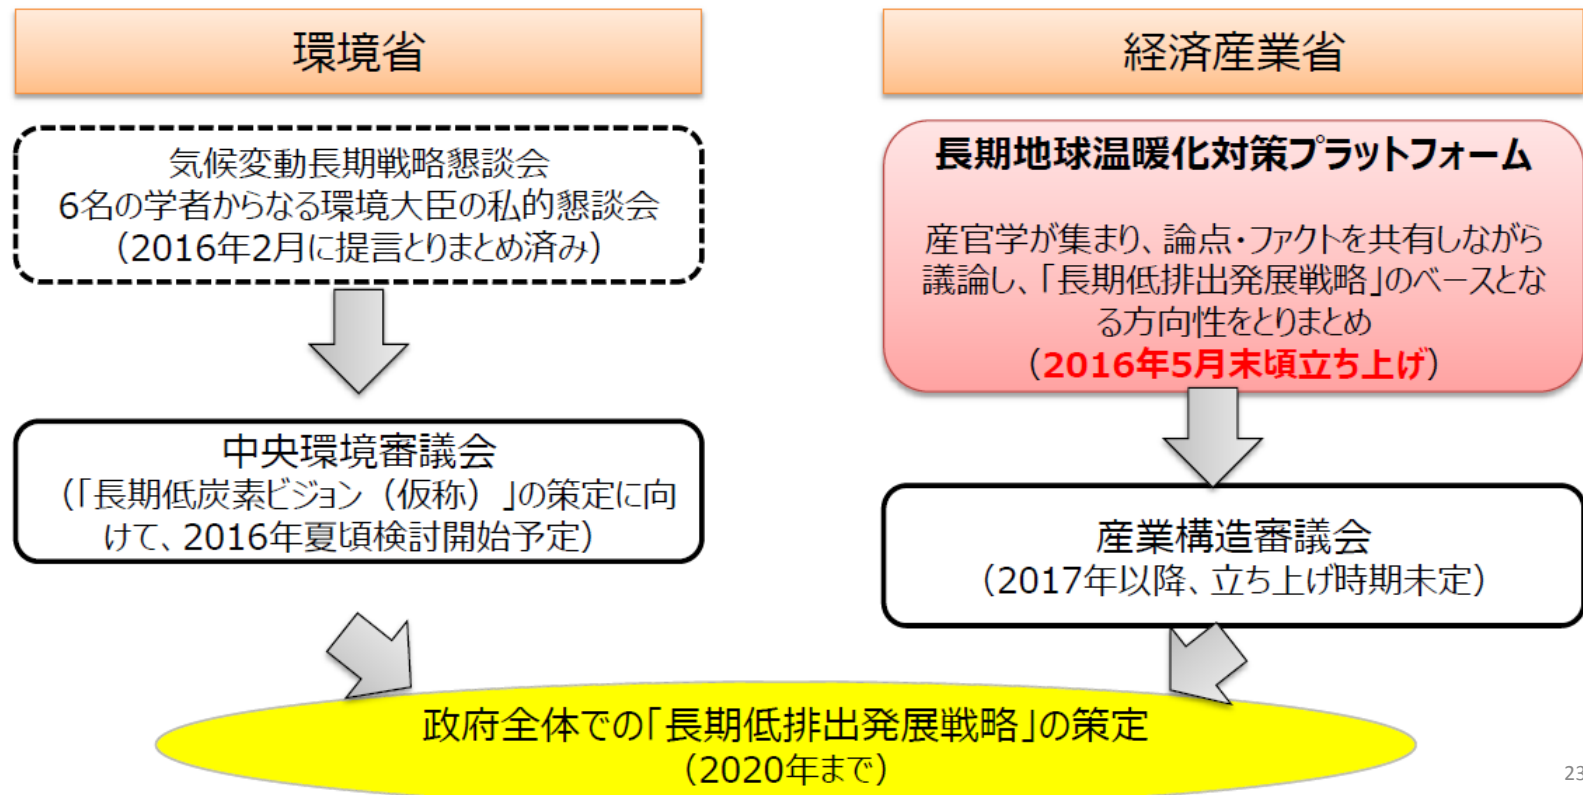 環境省
気候変動長期戦略懇談会
6名の学者からなる環境大臣の私的懇談会
（2016年2月に提言とりまとめ済み）
中央環境審議会
（「長期低炭素ビジョン（仮称）」の策定に向
けて、2016年夏頃検討開始予定）
経済産業省
長期地球温暖化対策プラットフォーム
産官学が集まり、論点・ファクトを共有しながら
議論し、「長期低排出発展戦略」のベースとな
る方向性をとりまとめ
（2016年5月末頃立ち上げ）
産業構造審議会
（2017年以降、立ち上げ時期未定）
政府全体での「長期低排出発展戦略」の策定
（2020年まで）
23